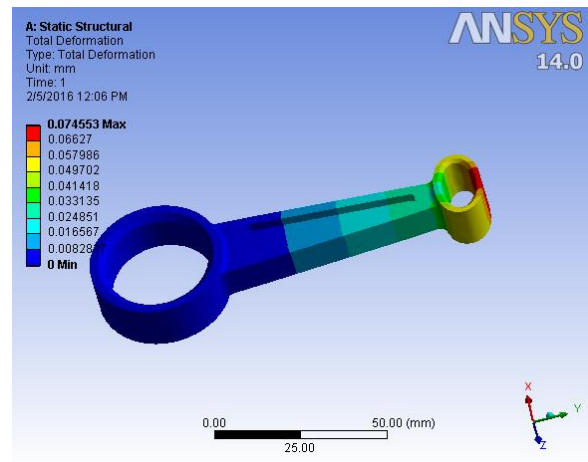 A: Static Structural
Total Deformation
Type: Total Deformation
Unit: mm
Time: 1
2/5/2016 12:06 PM
ANSYS
14.0
0.074553 Max
0.06627
0.057986
0.049702
0.041418
0.033135
0.024851
0.016567
0 Min
0.00
50.00 (mm)
25.00
X
Y
Z